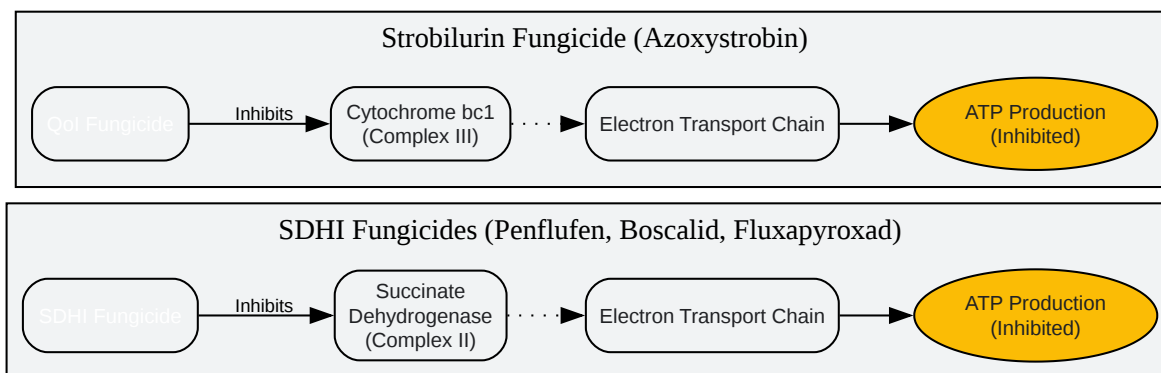 Strobilurin Fungicide (Azoxystrobin)
QoI Fungicide
Inhibits
Cytochrome bc1
(Complex III)
Electron Transport Chain
ATP Production
(Inhibited)
SDHI Fungicides (Penflufen, Boscalid, Fluxapyroxad)
SDHI Fungicide
Inhibits
Succinate
Dehydrogenase
(Complex II)
Electron Transport Chain
ATP Production
(Inhibited)